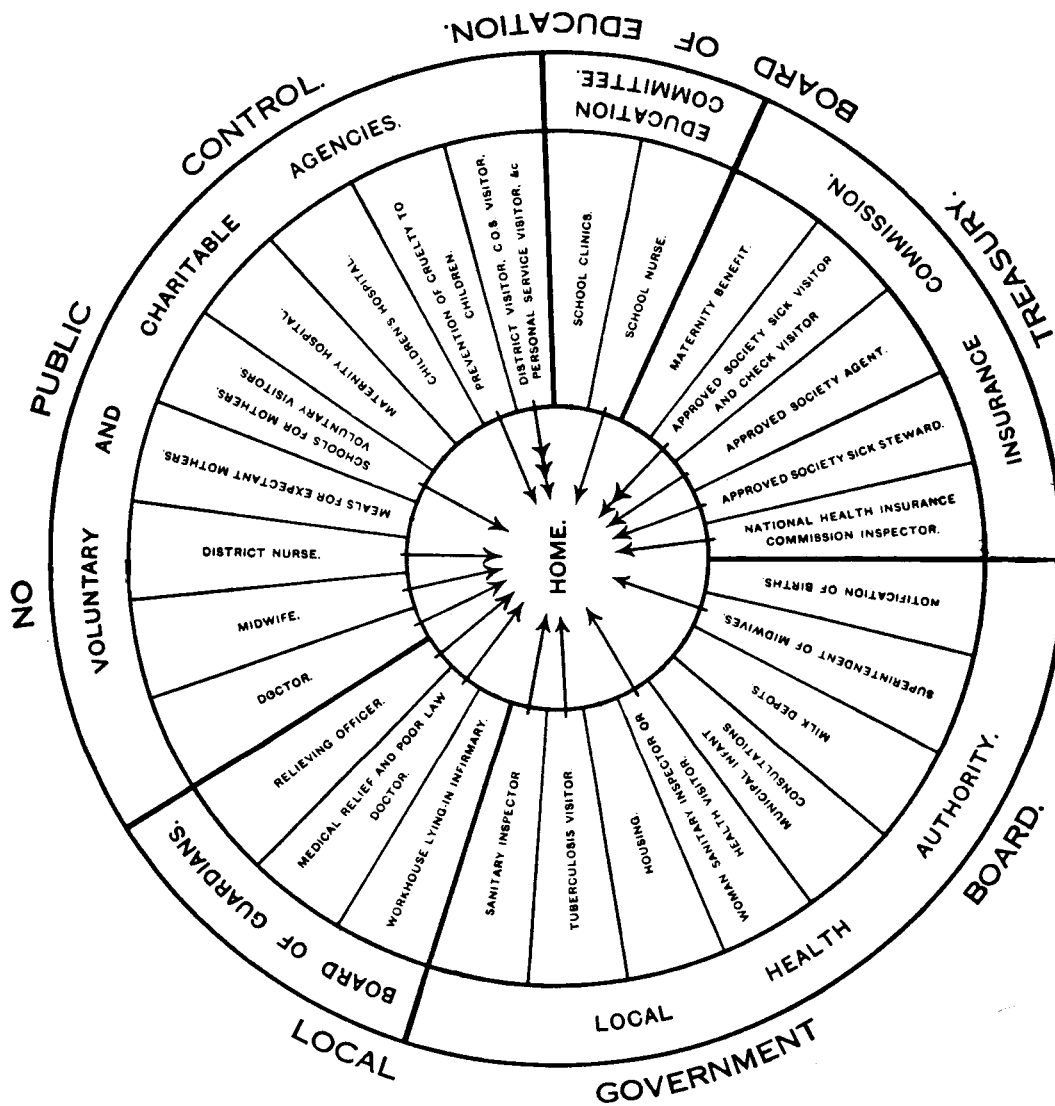 BOARD OF EDUCATION.
TREASURY.
LOCAL GOVERNMENT BOARD.
NO PUBLIC CONTROL.
EDUCATION
COMMITTEE.
INSURANCE COMMISSION.
LOCAL HEALTH AUTHORITY.
BOARD OF GUARDIANS.
VOLUNTARY AND CHARITABLE AGENCIES.
SCHOOL CLINICS.
SCHOOL NURSE.
MATERNITY BENEFIT.
APPROVED SOCIETY SICK VISITOR
AND CHECK VISITOR
APPROVED SOCIETY AGENT.
APPROVED SOCIETY SICK STEWARD.
NATIONAL HEALTH INSURANCE
COMMISSION INSPECTOR.
NOTIFICATION OF BIRTHS.
SUPERINTENDENT OF MIDWIVES.
MILK DEPOTS
MUNICIPAL INFANT
CONSULTATIONS
WOMAN SANITARY INSPECTOR OR
HEALTH VISITOR.
HOUSING.
TUBERCULOSIS VISITOR.
SANITARY INSPECTOR
WORKHOUSE LYING-IN INFIRMARY.
MEDICAL RELIEF AND POOR LAW
DOCTOR.
RELIEVING OFFICER.
DOCTOR.
MIDWIFE.
DISTRICT NURSE.
MEALS FOR EXPECTANT MOTHERS.
SCHOOLS FOR MOTHERS.
VOLUNTARY VISITORS.
MATERNITY HOSPITAL
CHILDREN'S HOSPITAL.
PREVENTION OF CRUELTY TO
CHILDREN.
DISTRICT VISITOR, C.O.S VISITOR,
PERSONAL SERVICE VISITOR, &c
HOME.